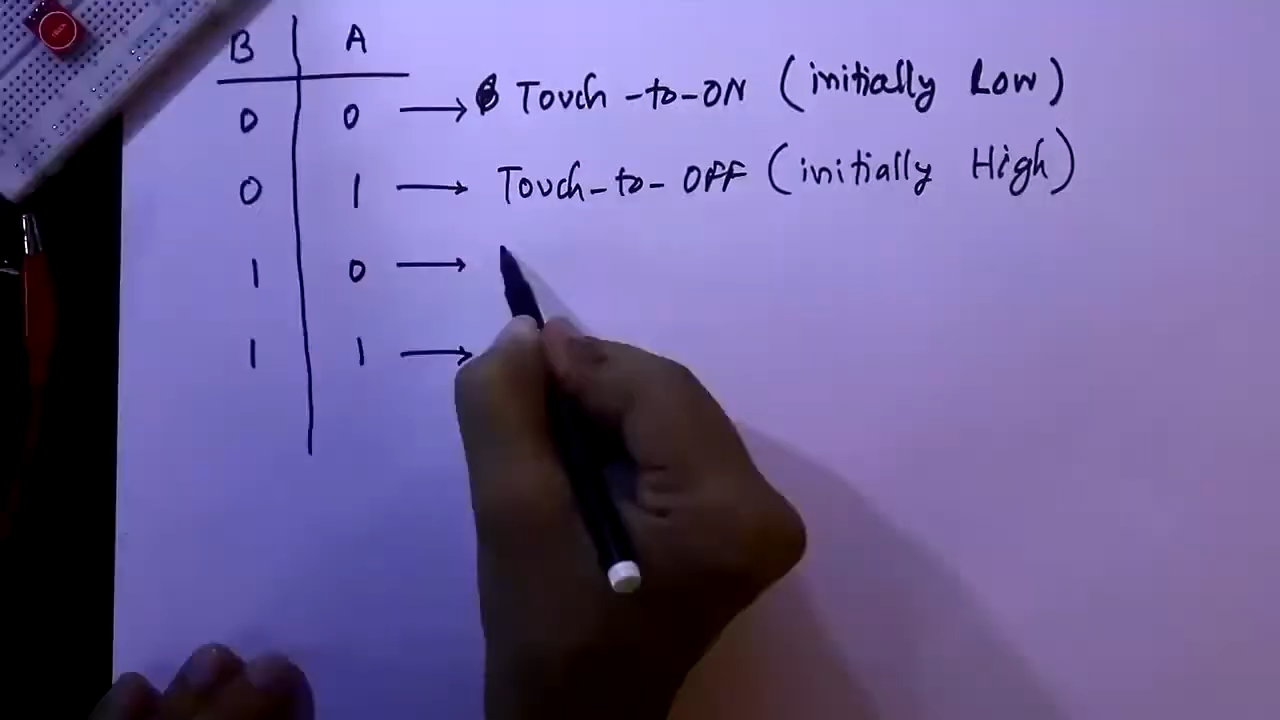 B A
0 0 → Touch-to-ON (initially Low)
0 1 → Touch-to-OFF (initially High)
1 0 →
1 1 →